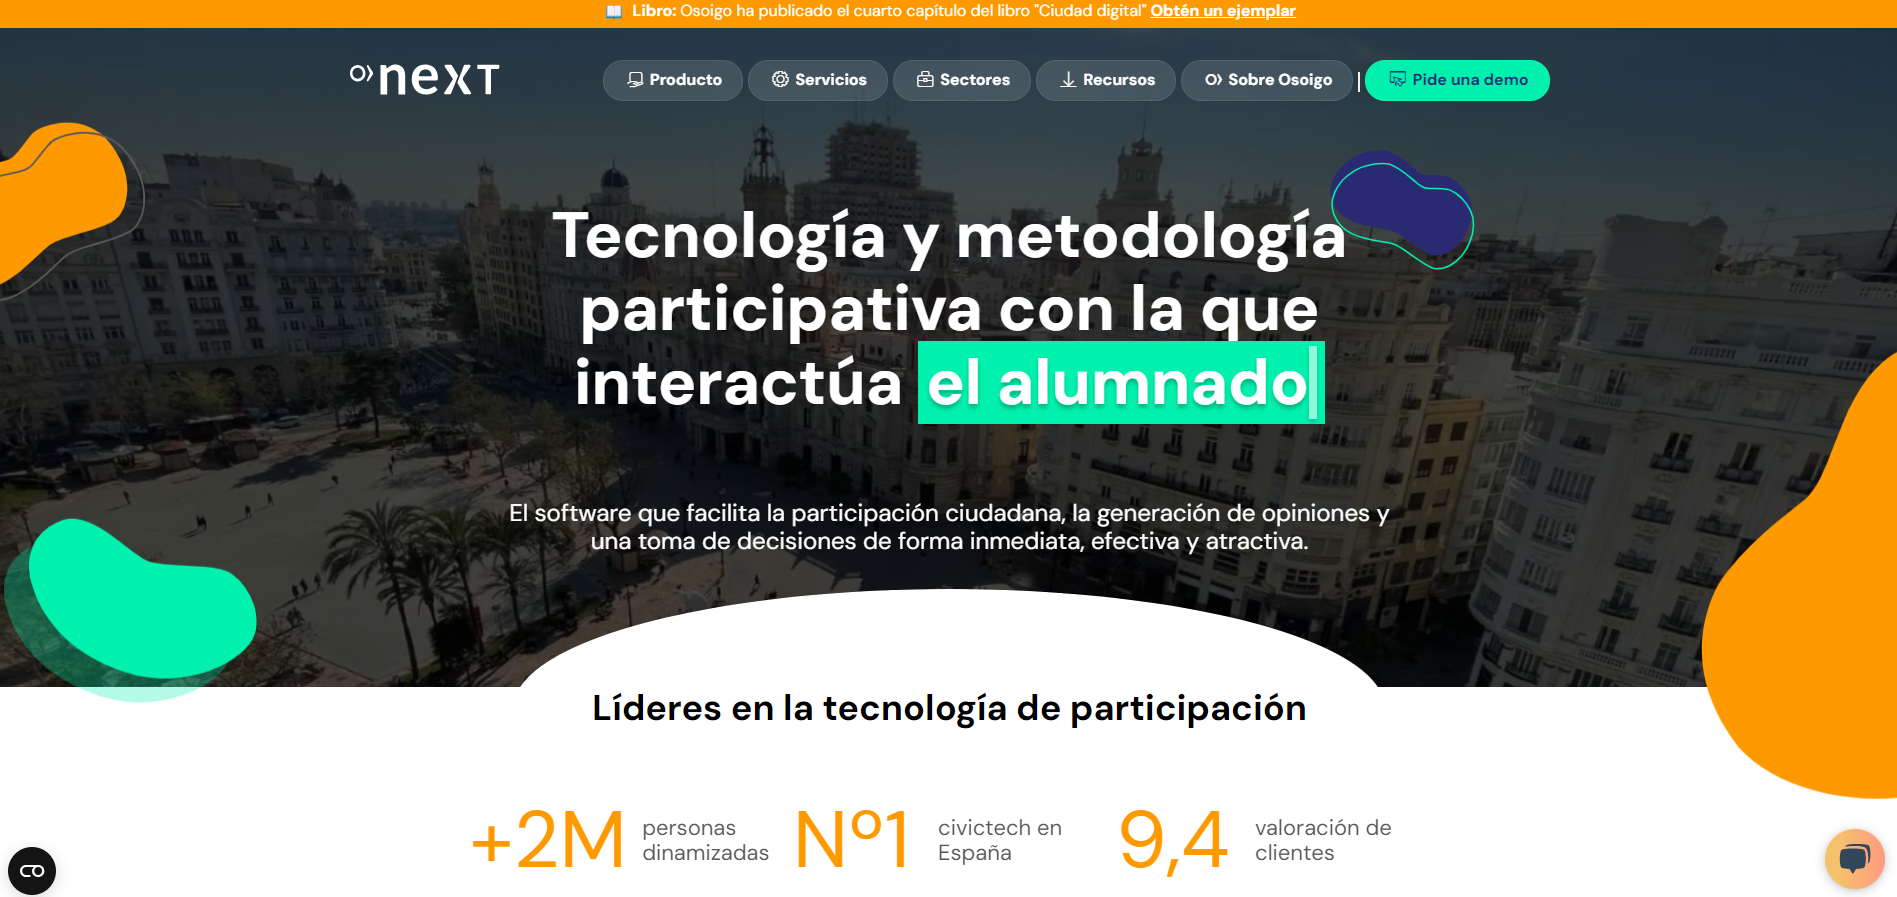 Libro: Osoigo ha publicado el cuarto capítulo del libro "Ciudad digital" Obtén un ejemplar
next
Producto
Servicios
Sectores
Recursos
Sobre Osoigo
Pide una demo
Tecnología y metodología
participativa con la que
interactúa el alumnado
El software que facilita la participación ciudadana, la generación de opiniones y
una toma de decisiones de forma inmediata, efectiva y atractiva.
Líderes en la tecnología de participación
+2M
personas
dinamizadas
Nº1
civictech en
España
9,4
valoración de
clientes